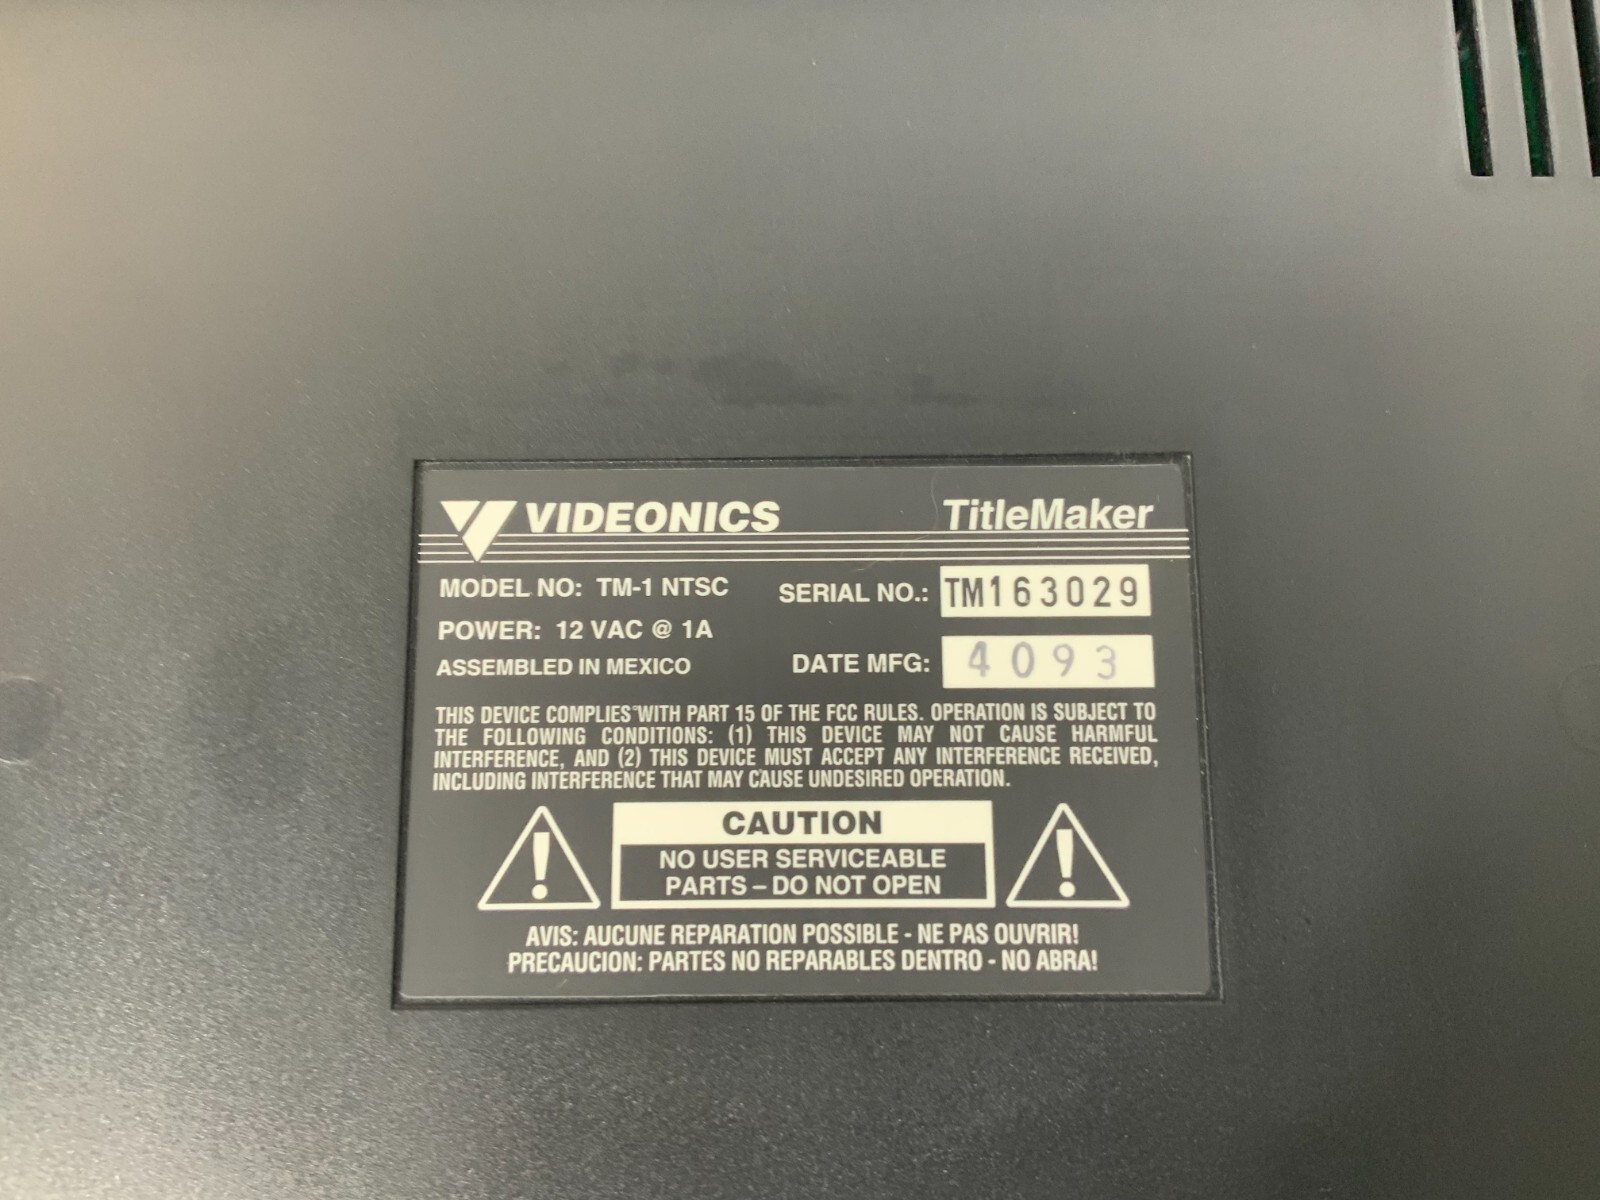 VIDEONICS TitleMaker
MODEL NO: TM-1 NTSC SERIAL NO.: TM163029
POWER: 12 VAC @ 1A
ASSEMBLED IN MEXICO DATE MFG: 4093
THIS DEVICE COMPLIES WITH PART 15 OF THE FCC RULES. OPERATION IS SUBJECT TO
THE FOLLOWING CONDITIONS: (1) THIS DEVICE MAY NOT CAUSE HARMFUL
INTERFERENCE, AND (2) THIS DEVICE MUST ACCEPT ANY INTERFERENCE RECEIVED,
INCLUDING INTERFERENCE THAT MAY CAUSE UNDESIRED OPERATION.
CAUTION
NO USER SERVICEABLE
PARTS – DO NOT OPEN
AVIS: AUCUNE REPARATION POSSIBLE - NE PAS OUVRIR!
PRECAUCION: PARTES NO REPARABLES DENTRO - NO ABRA!